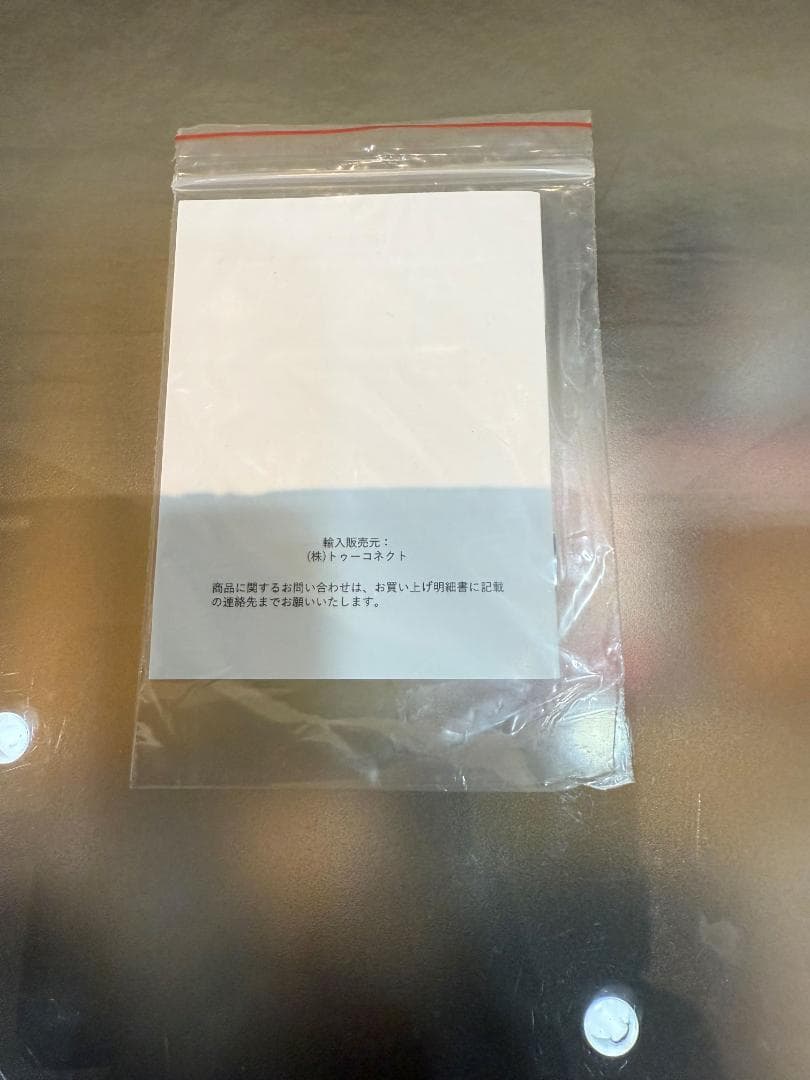 輸入販売元：
(株)トゥーコネクト
商品に関するお問い合わせは、お買い上げ明細書に記載
の連絡先までお願いいたします。